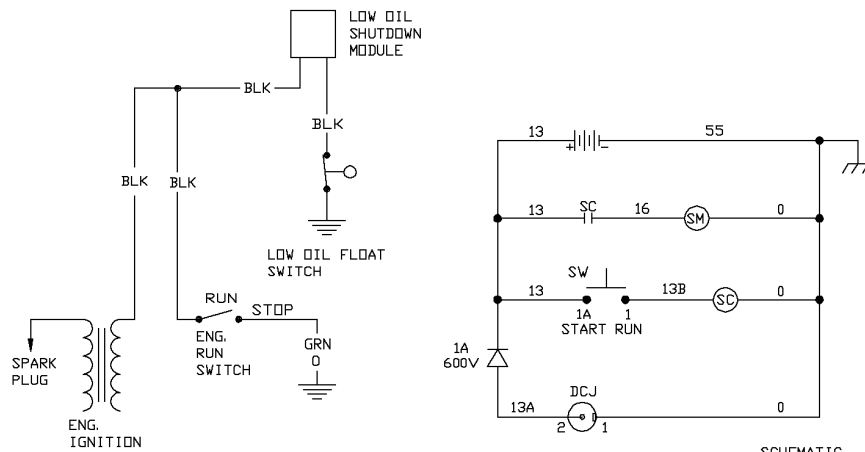 LOW OIL
SHUTDOWN
MODULE
BLK
BLK
BLK
BLK
LOW OIL FLOAT
SWITCH
RUN
STOP
ENG.
RUN
SWITCH
GRN
0
SPARK
PLUG
ENG.
IGNITION
13
+
-
55
13
SC
16
SM
0
SW
13
13B
SC
0
1A
1
START RUN
1A
600V
DCJ
13A
2
1
0
SCHEMATIC